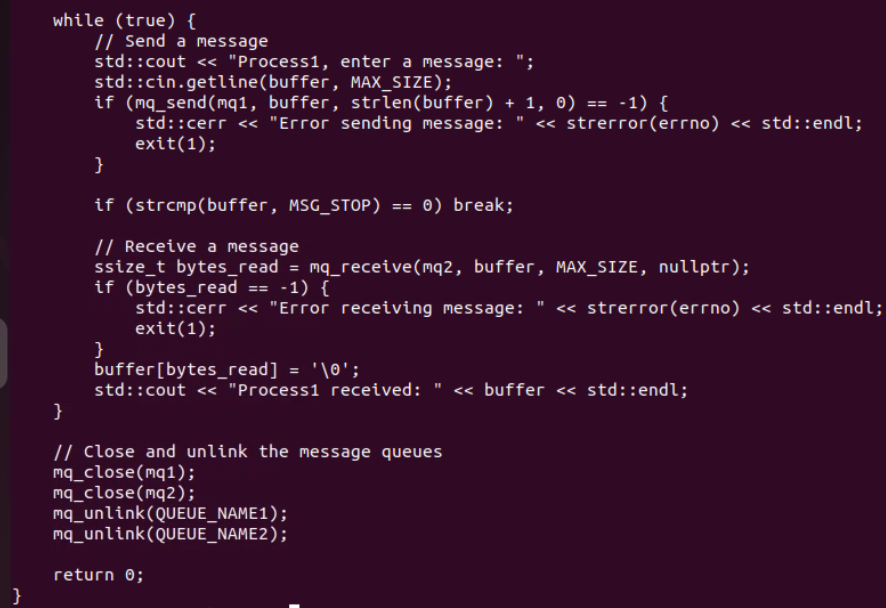 while (true) {
    // Send a message
    std::cout << "Process1, enter a message: ";
    std::cin.getline(buffer, MAX_SIZE);
    if (mq_send(mq1, buffer, strlen(buffer) + 1, 0) == -1) {
        std::cerr << "Error sending message: " << strerror(errno) << std::endl;
        exit(1);
    }

    if (strcmp(buffer, MSG_STOP) == 0) break;

    // Receive a message
    ssize_t bytes_read = mq_receive(mq2, buffer, MAX_SIZE, nullptr);
    if (bytes_read == -1) {
        std::cerr << "Error receiving message: " << strerror(errno) << std::endl;
        exit(1);
    }
    buffer[bytes_read] = '\0';
    std::cout << "Process1 received: " << buffer << std::endl;
}

// Close and unlink the message queues
mq_close(mq1);
mq_close(mq2);
mq_unlink(QUEUE_NAME1);
mq_unlink(QUEUE_NAME2);

return 0;
}